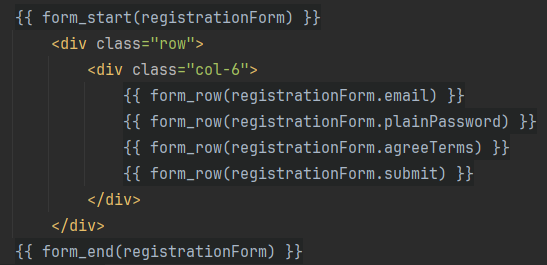 {{ form_start(registrationForm) }}
<div class="row">
<div class="col-6">
{{ form_row(registrationForm.email) }}
{{ form_row(registrationForm.plainPassword) }}
{{ form_row(registrationForm.agreeTerms) }}
{{ form_row(registrationForm.submit) }}
</div>
</div>
{{ form_end(registrationForm) }}